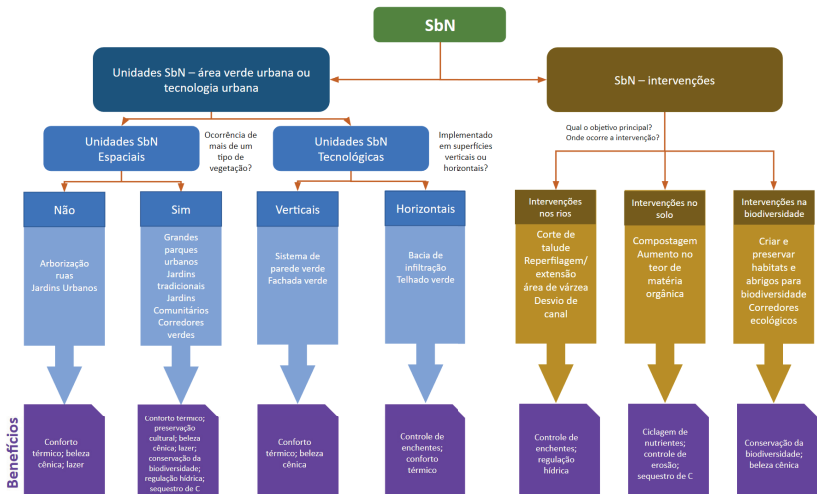 SbN
Unidades SbN – área verde urbana ou
tecnologia urbana
SbN – intervenções
Unidades SbN
Espaciais
Ocorrência de
mais de um
tipo de
vegetação?
Unidades SbN
Tecnológicas
Implementado
em superfícies
verticais ou
horizontais?
Qual o objetivo principal?
Onde ocorre a intervenção?
Não
Arborização
ruas
Jardins Urbanos
Sim
Grandes
parques
urbanos
Jardins
tradicionais
Jardins
Comunitários
Corredores
verdes
Verticais
Sistema de
parede verde
Fachada verde
Horizontais
Bacia de
infiltração
Telhado verde
Intervenções
nos rios
Corte de
talude
Reperfilagem/
extensão
área de várzea
Desvio de
canal
Intervenções no
solo
Compostagem
Aumento no
teor de
matéria
orgânica
Intervenções na
biodiversidade
Criar e
preservar
habitats e
abrigos para
biodiversidade
Corredores
ecológicos
Benefícios
Conforto
térmico; beleza
cênica; lazer
Conforto térmico;
preservação
cultural; beleza
cênica; lazer;
conservação da
biodiversidade;
regulação hídrica;
sequestro de C
Conforto
térmico; beleza
cênica
Controle de
enchentes;
conforto
térmico
Controle de
enchentes;
regulação
hídrica
Ciclagem de
nutrientes;
controle de
erosão;
sequestro de C
Conservação da
biodiversidade;
beleza cênica